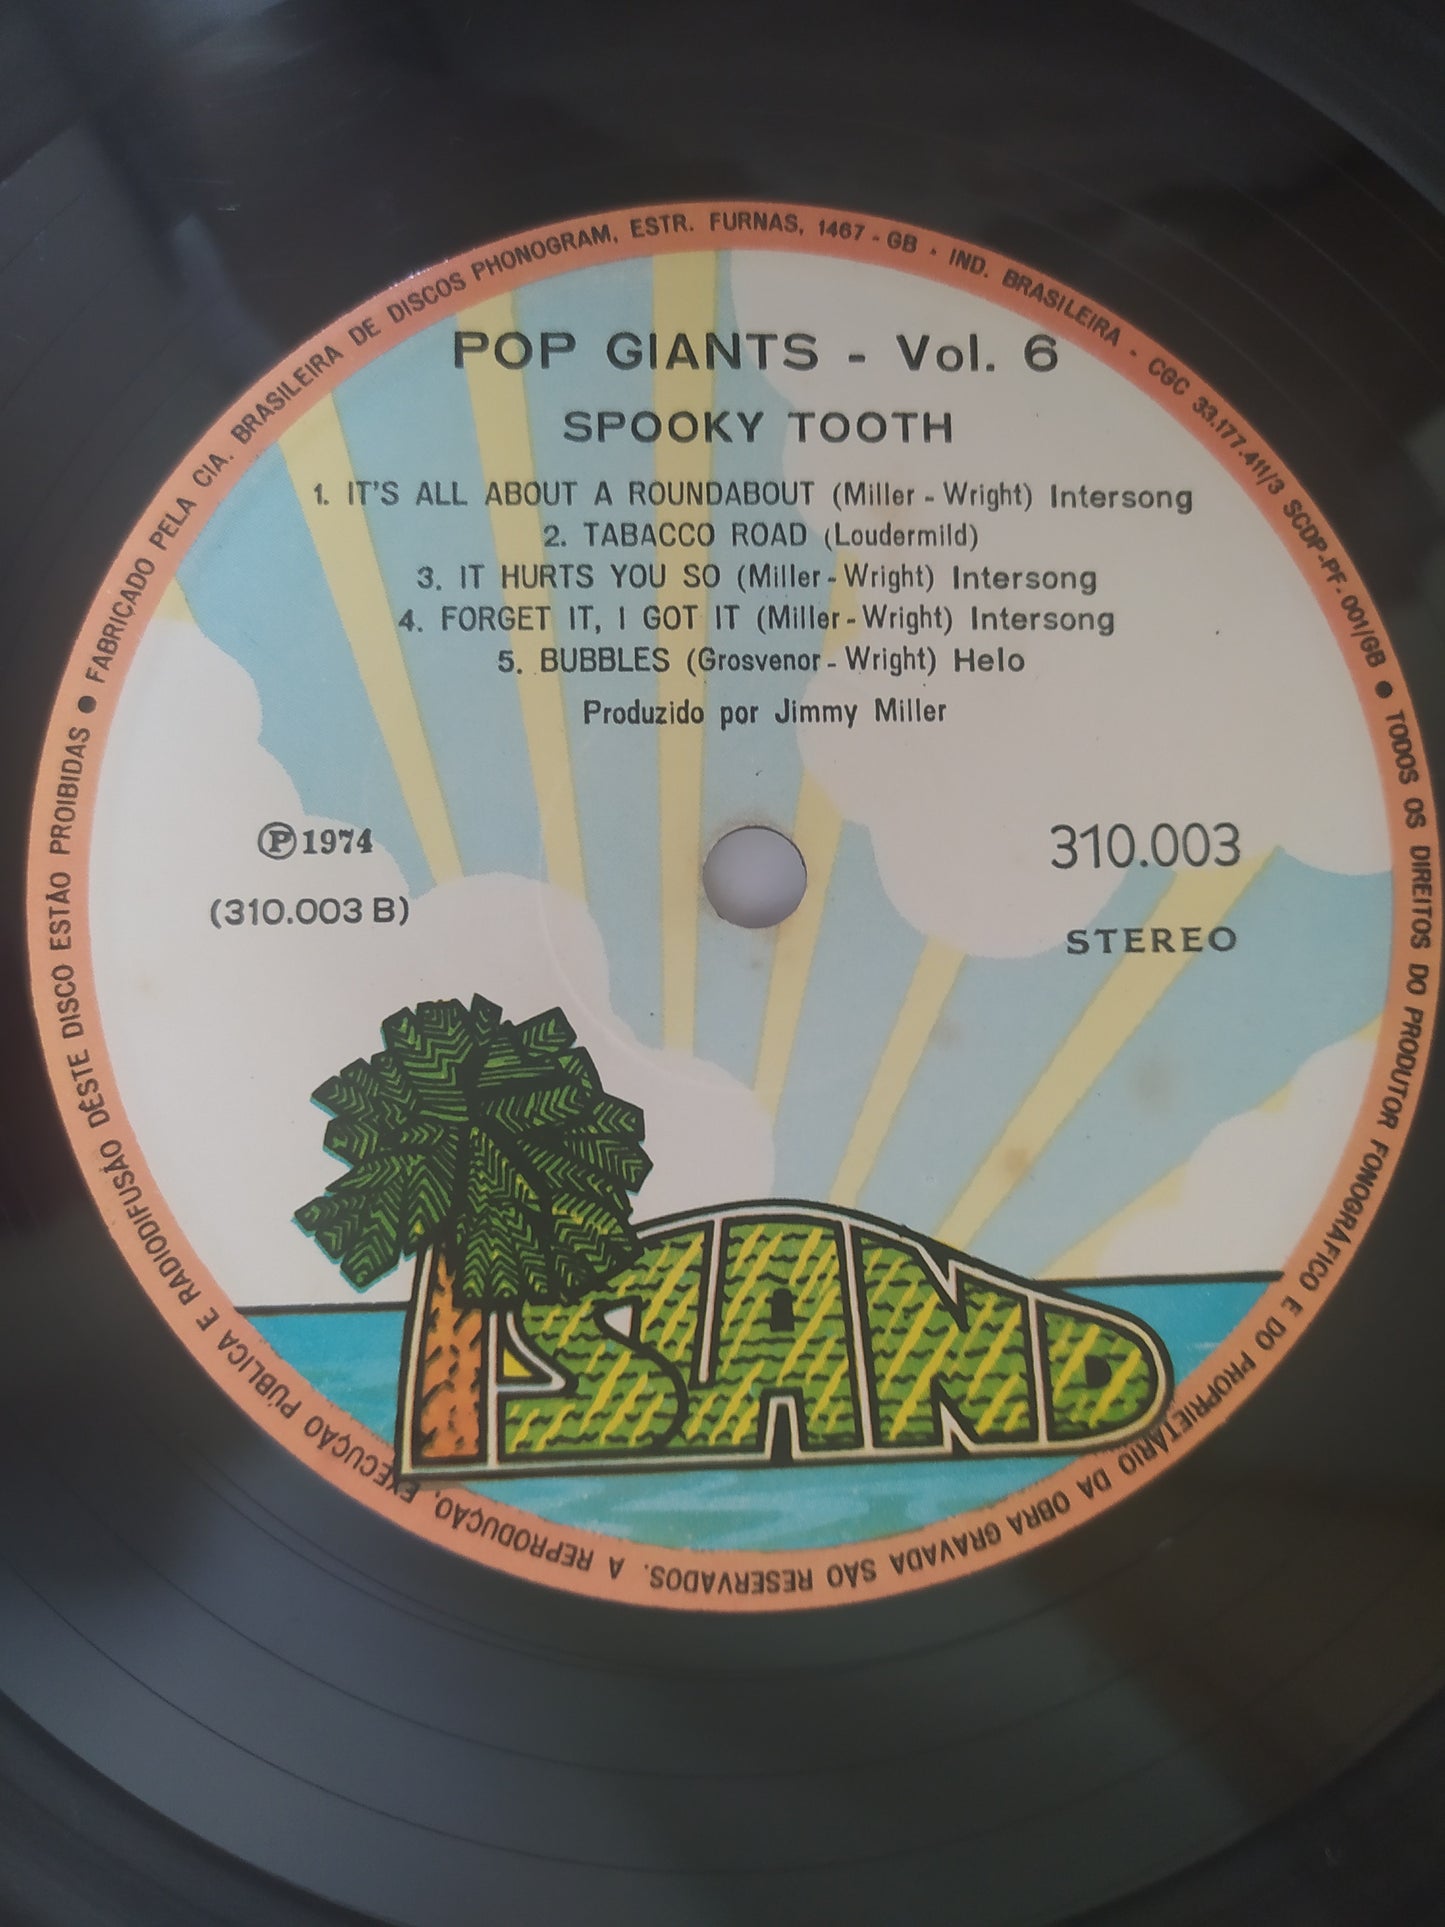 POP GIANTS - Vol. 6
SPOOKY TOOTH
1. IT'S ALL ABOUT A ROUNDABOUT (Miller - Wright) Intersong
2. TABACCO ROAD (Loudermild)
3. IT HURTS YOU SO (Miller - Wright) Intersong
4. FORGET IT, I GOT IT (Miller - Wright) Intersong
5. BUBBLES (Grosvenor - Wright) Helo
Produzido por Jimmy Miller
℗ 1974
(310.003 B)
310.003
STEREO
ISLAND
● FABRICADO PELA CIA. BRASILEIRA DE DISCOS PHONOGRAM, ESTR. FURNAS, 1467 - GB - IND. BRASILEIRA - CGC 33.177.411/3 SCDP-PF-001/GB ● TODOS OS DIREITOS DO PRODUTOR FONOGRÁFICO E DO PROPRIETÁRIO DA OBRA GRAVADA SÃO RESERVADOS. A REPRODUÇÃO, EXECUÇÃO PÚBLICA E RADIODIFUSÃO DÊSTE DISCO ESTÃO PROIBIDAS